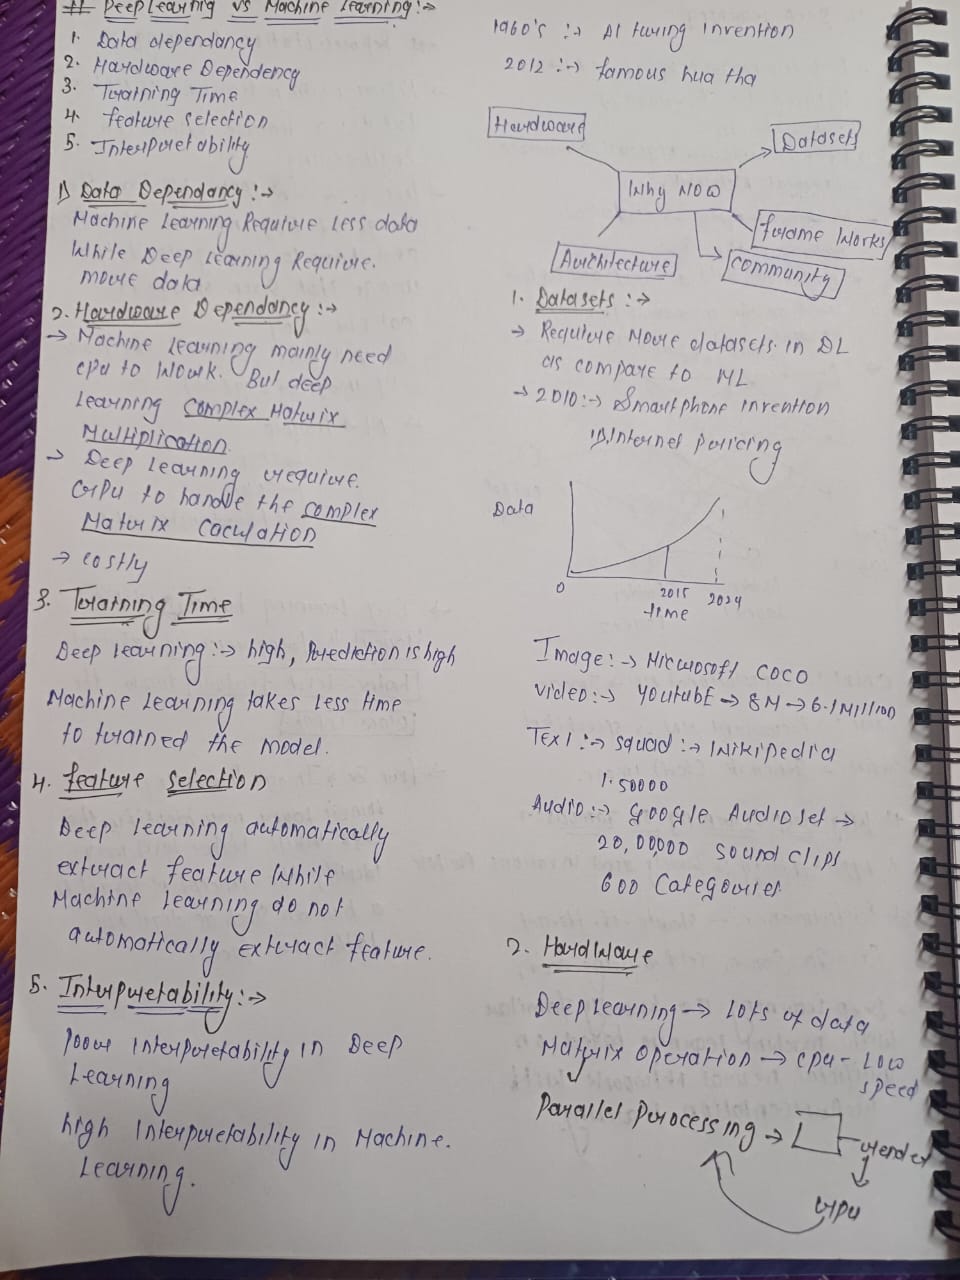 # Deep Learnig vs Machine Learning :->
1. Data dependancy
2. Hardware Dependency
3. Training Time
4. feature selection
5. Interpretability
1) Data Dependancy :->
Machine Learning Require Less data
While Deep Learning Require.
more data
2. Hardware Dependancy :->
-> Machine Learning mainly need
cpu to Work. But deep
Learning Complex Matrix
Multiplication.
-> Deep Learning require.
GPU to handle the complex
Matrix Caculation
-> costly
3. Training Time
Deep Learning :-> high, Prediction is high
Machine Learning takes Less time
to trained the model.
4. feature selection
Deep Learning automatically
extract feature While
Machine Learning do not
automatically extract feature.
5. Interpretability :->
poor Interpretability in Deep
Learning
high Interpretability in Machine.
Learning.
1960's :-> AI turing Invention
2012 :-> famous hua tha
Hardware
Datasets
Why NOW
frame Works
Architecture
Community
1. Datasets :->
-> Require More datasets in DL
as compare to ML
-> 2010 :-> Smartphone invention
Internet pricing
Data
0
2015
2024
time
Image :-> Microsoft COCO
Video :-> YoutubE -> 8M -> 6.1 Million
Text :-> squad :-> Wikipedia
1.50000
Audio :-> google Audio set ->
20,00000 sound clips
600 Categories
2. HardWare
Deep Learning -> Lots of data
Matrix Operation -> cpu - Low
speed
Parallel Processing -> render
GPU